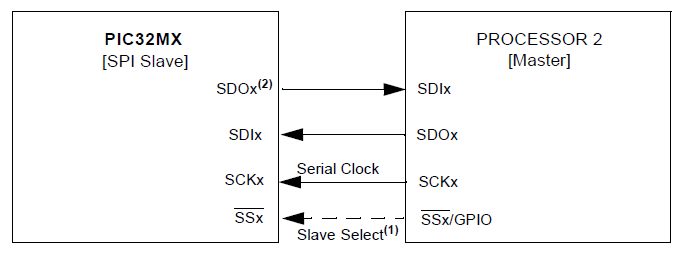 PIC32MX
[SPI Slave]
PROCESSOR 2
[Master]
SDOx(2)
SDIx
SDIx
SDOx
SCKx
Serial Clock
SCKx
SSx
Slave Select(1)
SSx/GPIO